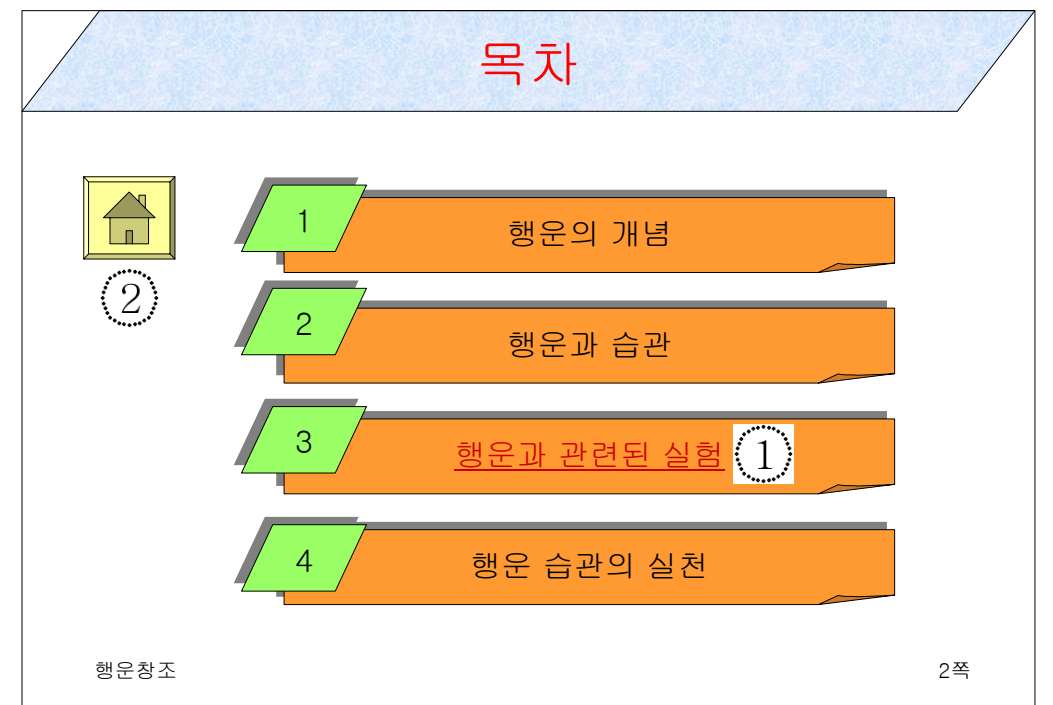 목차
1
행운의 개념
②
2
행운과 습관
3
행운과 관련된 실험 ①
4
행운 습관의 실천
행운창조
2쪽